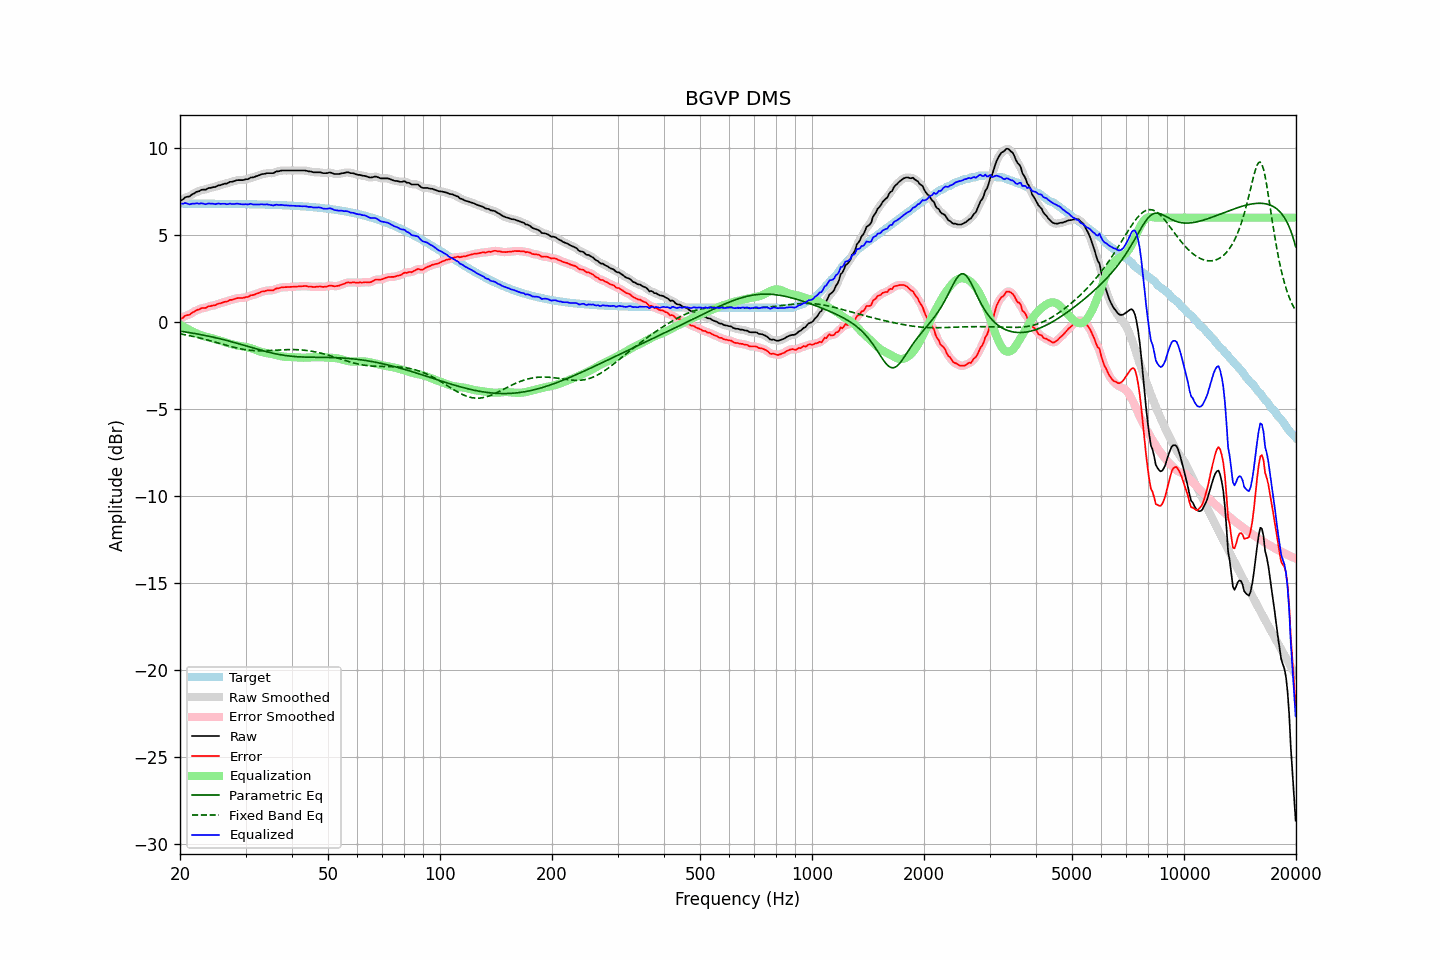 BGVP DMS
Amplitude (dBr)
10
5
0
−5
−10
−15
−20
−25
−30
Target
Raw Smoothed
Error Smoothed
Raw
Error
Equalization
Parametric Eq
Fixed Band Eq
Equalized
20 50 100 200 500 1000 2000 5000 10000 20000
Frequency (Hz)